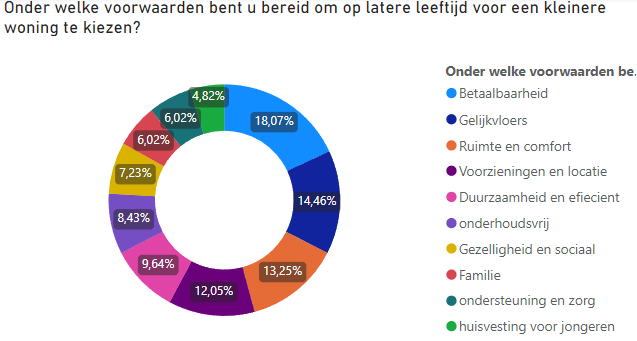 Onder welke voorwaarden bent u bereid om op latere leeftijd voor een kleinere
woning te kiezen?
Onder welke voorwaarden be.
Betaalbaarheid
Gelijkvloers
Ruimte en comfort
Voorzieningen en locatie
Duurzaamheid en efiecient
onderhoudsvrij
Gezelligheid en sociaal
Familie
ondersteuning en zorg
huisvesting voor jongeren
18,07%
14,46%
13,25%
12,05%
9,64%
8,43%
7,23%
6,02%
6,02%
4,82%